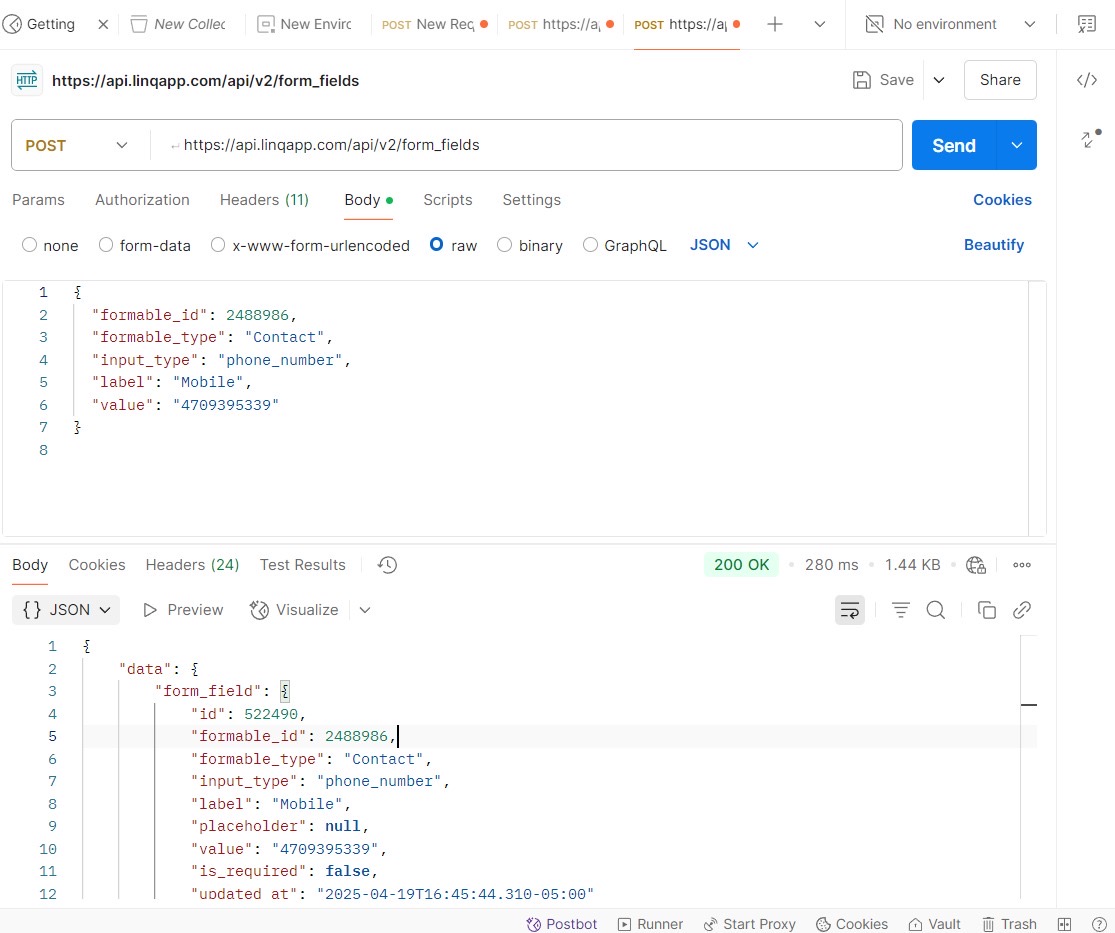 Getting New Collec New Enviro POST New Req POST https://a POST https://a No environment
HTTP https://api.linqapp.com/api/v2/form_fields Save Share
POST https://api.linqapp.com/api/v2/form_fields Send
Params Authorization Headers (11) Body Scripts Settings Cookies
none form-data x-www-form-urlencoded raw binary GraphQL JSON Beautify
1 {
2 "formable_id": 2488986,
3 "formable_type": "Contact",
4 "input_type": "phone_number",
5 "label": "Mobile",
6 "value": "4709395339"
7 }
8
Body Cookies Headers (24) Test Results 200 OK 280 ms 1.44 KB
{} JSON Preview Visualize
1 {
2 "data": {
3 "form_field": {
4 "id": 522490,
5 "formable_id": 2488986,
6 "formable_type": "Contact",
7 "input_type": "phone_number",
8 "label": "Mobile",
9 "placeholder": null,
10 "value": "4709395339",
11 "is_required": false,
12 "updated_at": "2025-04-19T16:45:44.310-05:00"
Postbot Runner Start Proxy Cookies Vault Trash